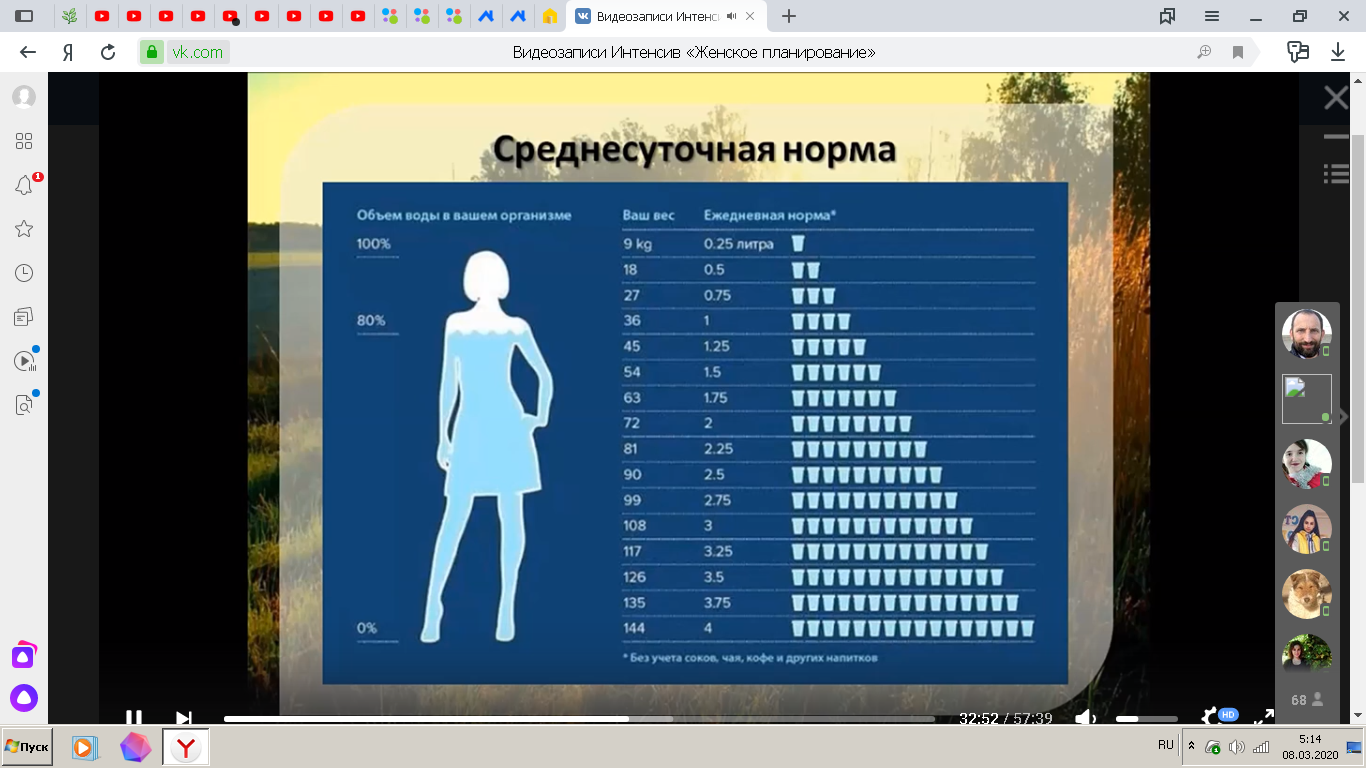 Видеозаписи Интенс
vk.com
Видеозаписи Интенсив «Женское планирование»
1
Среднесуточная норма
Объем воды в вашем организме
100%
80%
0%
Ваш вес Ежедневная норма*
9 kg 0.25 литра
18 0.5
27 0.75
36 1
45 1.25
54 1.5
63 1.75
72 2
81 2.25
90 2.5
99 2.75
108 3
117 3.25
126 3.5
135 3.75
144 4
* Без учета соков, чая, кофе и других напитков
68
32:52 / 57:39
HD
Пуск
RU
5:14
08.03.2020